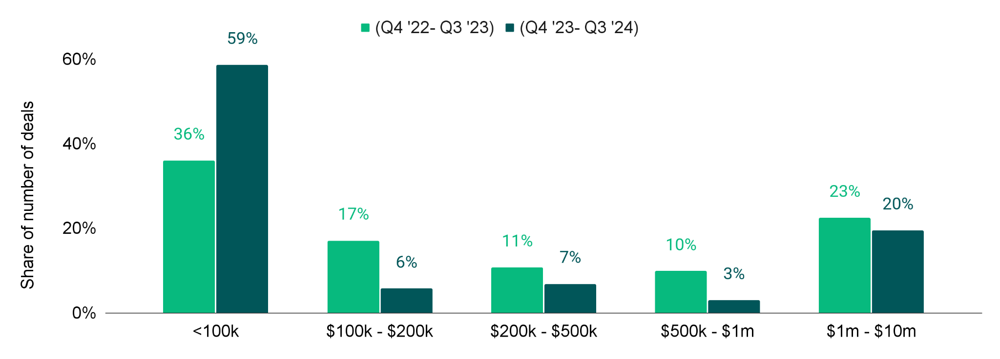 (Q4 '22- Q3 '23) (Q4 '23- Q3 '24)
Share of number of deals
60%
40%
20%
0%
36%
59%
17%
6%
11%
7%
10%
3%
23%
20%
<100k
$100k - $200k
$200k - $500k
$500k - $1m
$1m - $10m